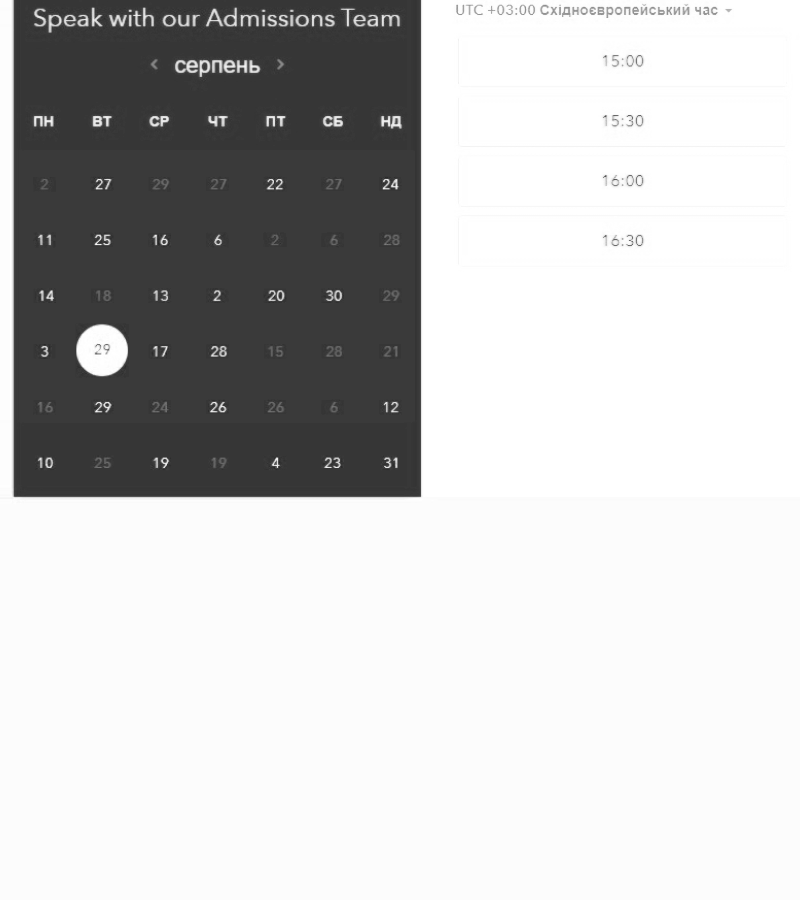 Speak with our Admissions Team
< серпень >
ПН ВТ СР ЧТ ПТ СБ НД
2 27 29 27 22 27 24
11 25 16 6 2 6 28
14 18 13 2 20 30 29
3 29 17 28 15 28 21
16 29 24 26 26 6 12
10 25 19 19 4 23 31
UTC +03:00 Східноєвропейський час
15:00
15:30
16:00
16:30